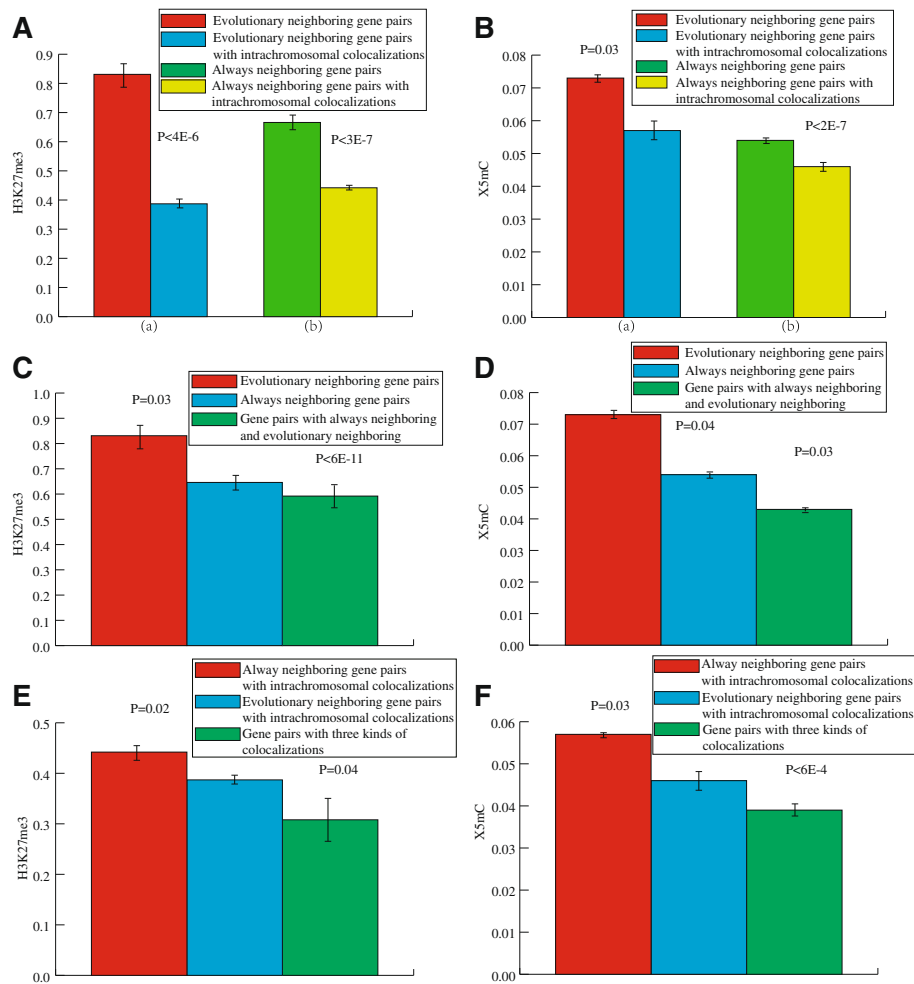 A
Evolutionary neighboring gene pairs
Evolutionary neighboring gene pairs
with intrachromosomal colocalizations
Always neighboring gene pairs
Always neighboring gene pairs with
intrachromosomal colocalizations
0.9
0.8
0.7
0.6
0.5
0.4
0.3
0.2
0.1
0.0
H3K27me3
P<4E-6
P<3E-7
(a)
(b)
B
Evolutionary neighboring gene pairs
Evolutionary neighboring gene pairs
with intrachromosomal colocalizations
Always neighboring gene pairs
Always neighboring gene pairs with
intrachromosomal colocalizations
0.08
0.07
0.06
0.05
0.04
0.03
0.02
0.01
0.00
X5mC
P=0.03
P<2E-7
(a)
(b)
C
Evolutionary neighboring gene pairs
Always neighboring gene pairs
Gene pairs with always neighboring
and evolutionary neighboring
1.0
0.9
0.8
0.7
0.6
0.5
0.4
0.3
0.2
0.1
0.0
H3K27me3
P=0.03
P<6E-11
D
Evolutionary neighboring gene pairs
Always neighboring gene pairs
Gene pairs with always neighboring
and evolutionary neighboring
0.08
0.07
0.06
0.05
0.04
0.03
0.02
0.01
0.00
X5mC
P=0.04
P=0.03
E
Alway neighboring gene pairs
with intrachromosomal colocalizations
Evolutionary neighboring gene pairs
with intrachromosomal colocalizations
Gene pairs with three kinds of
colocalizations
0.5
0.4
0.3
0.2
0.1
0.0
H3K27me3
P=0.02
P=0.04
F
Alway neighboring gene pairs
with intrachromosomal colocalizations
Evolutionary neighboring gene pairs
with intrachromosomal colocalizations
Gene pairs with three kinds of
colocalizations
0.06
0.05
0.04
0.03
0.02
0.01
0.00
X5mC
P=0.03
P<6E-4